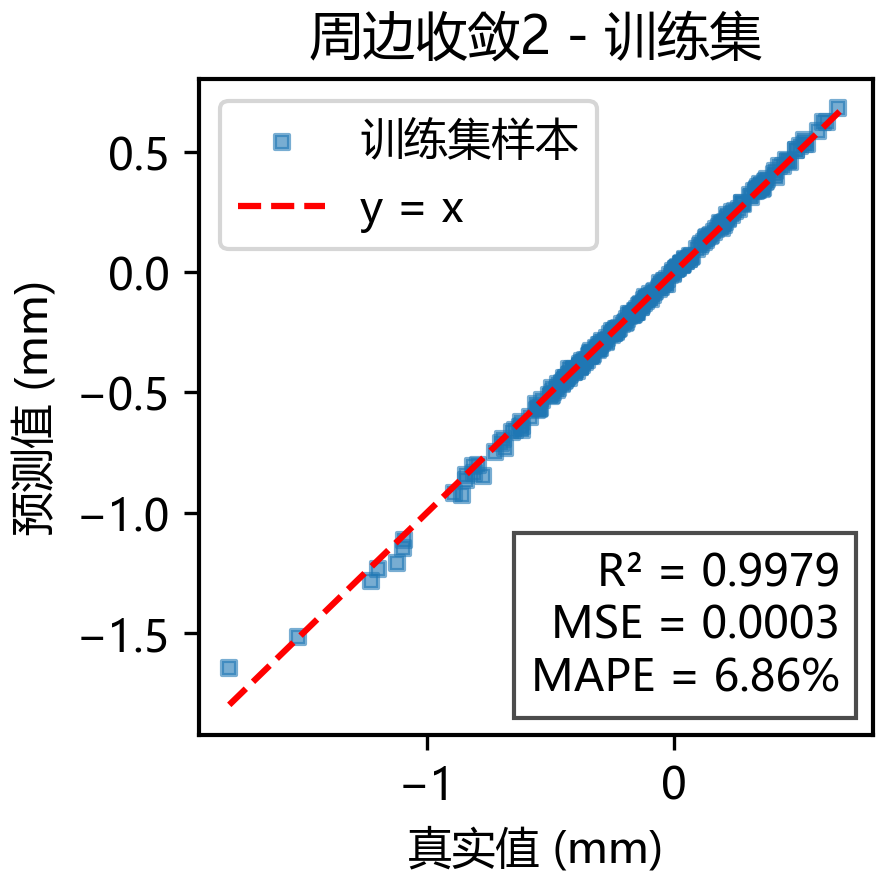 周边收敛2 - 训练集
训练集样本
y = x
0.5
0.0
−0.5
−1.0
−1.5
预测值 (mm)
R² = 0.9979
MSE = 0.0003
MAPE = 6.86%
−1
0
真实值 (mm)